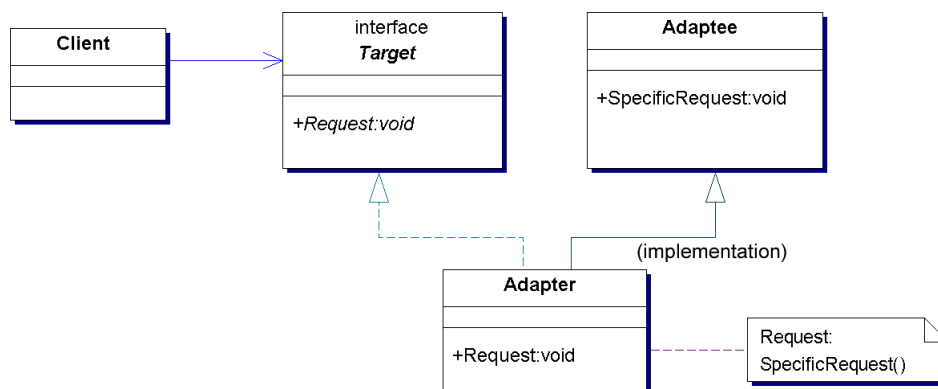 Client
interface
Target
+Request:void
Adaptee
+SpecificRequest:void
(implementation)
Adapter
+Request:void
Request:
SpecificRequest()